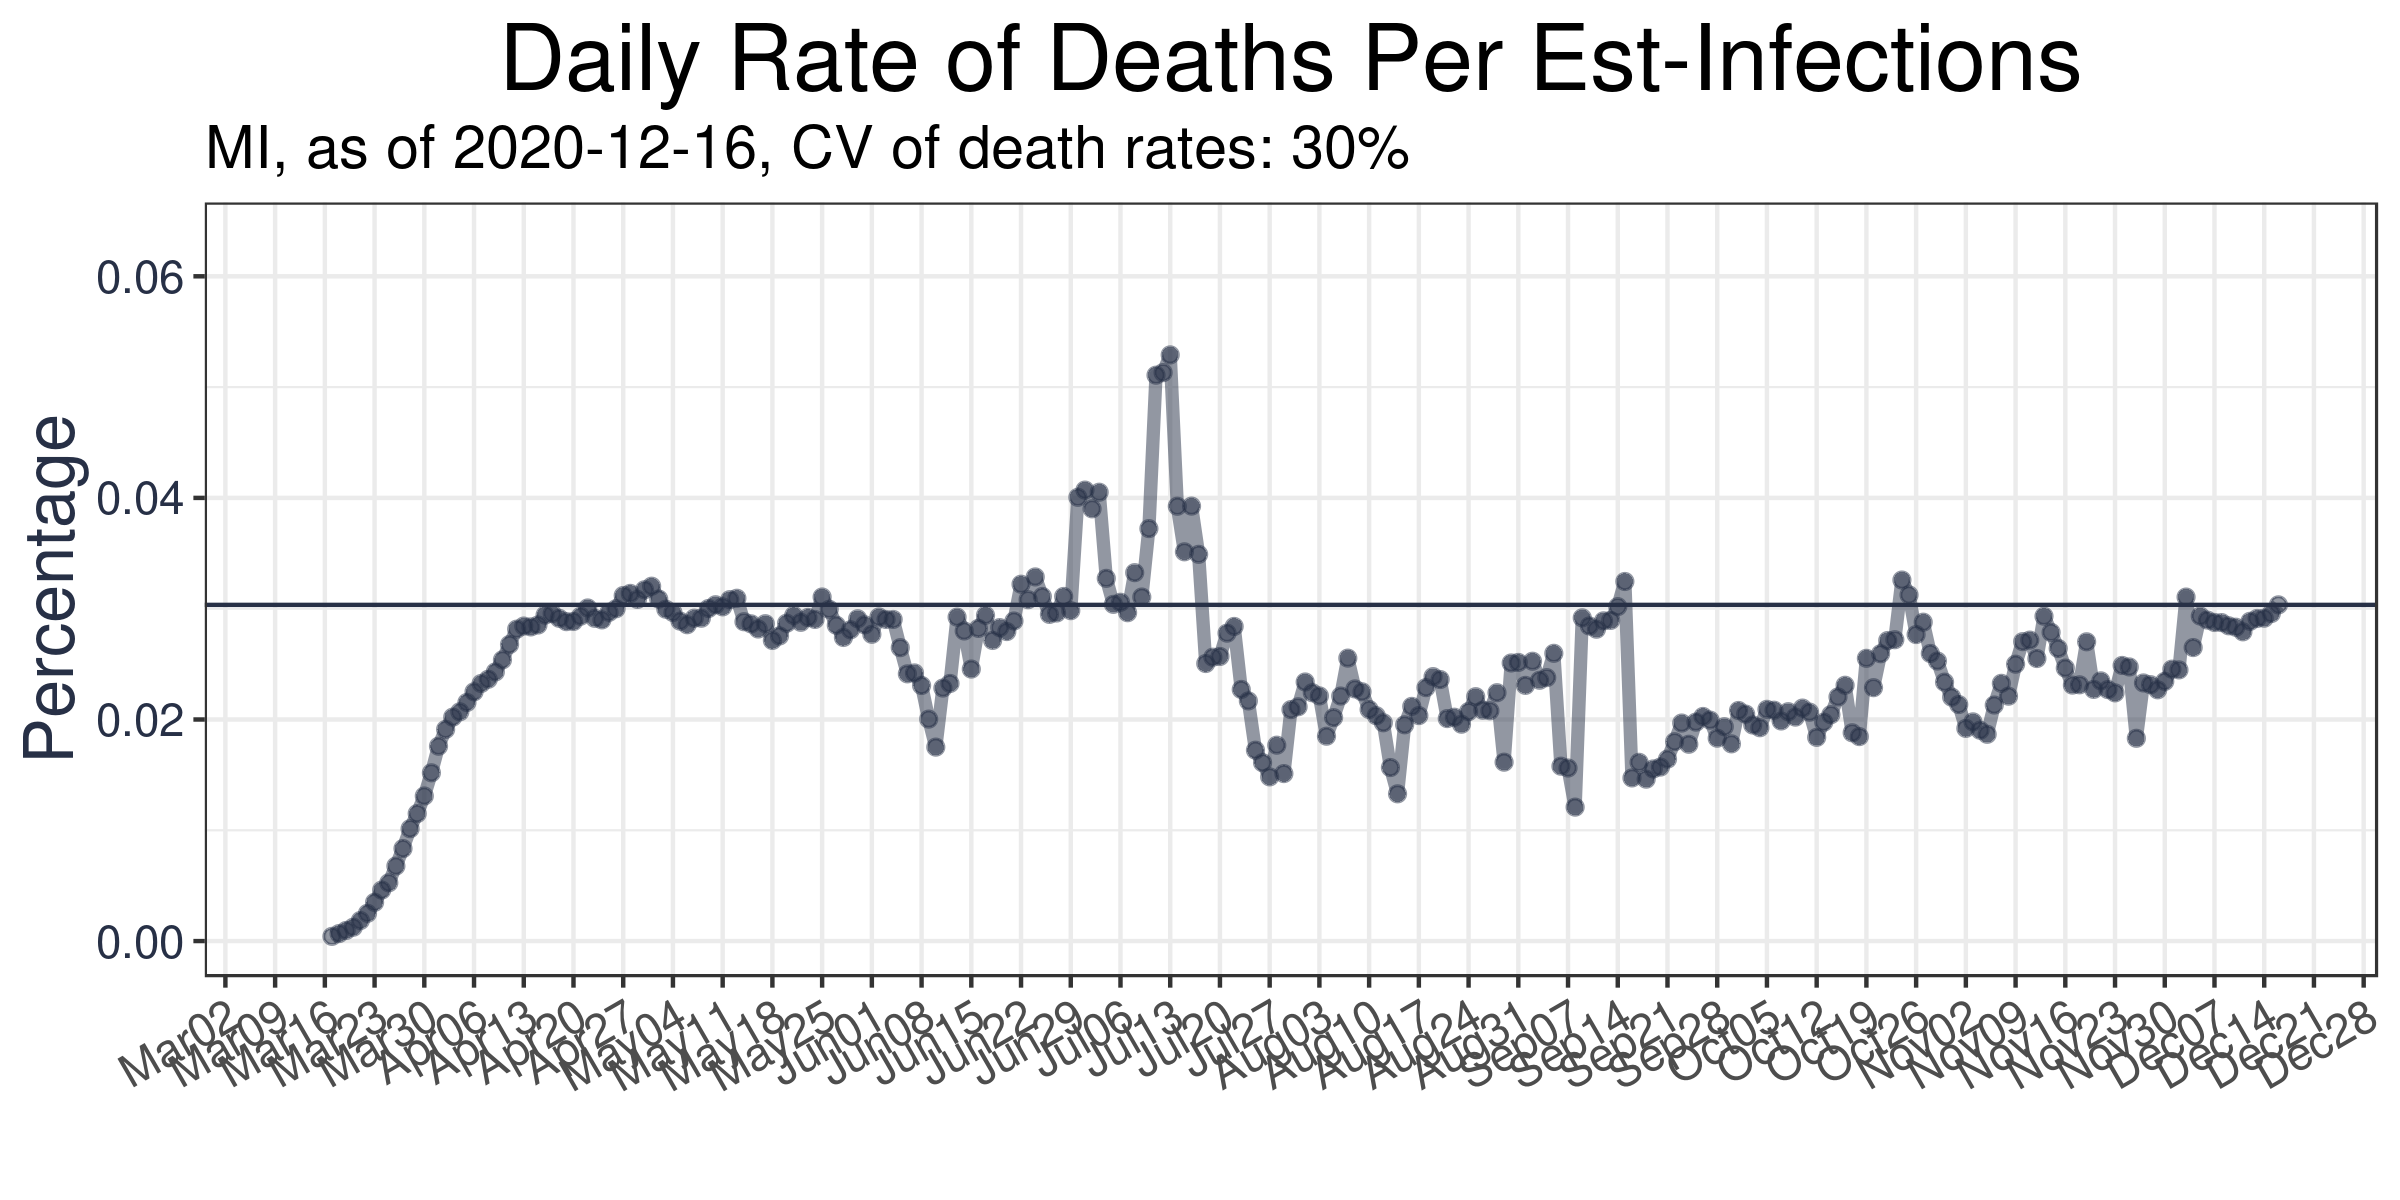 Daily Rate of Deaths Per Est-Infections
MI, as of 2020-12-16, CV of death rates: 30%
Percentage
0.06
0.04
0.02
0.00
Mar02
Mar09
Mar16
Mar23
Mar30
Apr06
Apr13
Apr20
Apr27
May04
May11
May18
May25
Jun01
Jun08
Jun15
Jun22
Jun29
Jul06
Jul13
Jul20
Jul27
Aug03
Aug10
Aug17
Aug24
Aug31
Sep07
Sep14
Sep21
Sep28
Oct05
Oct12
Oct19
Oct26
Nov02
Nov09
Nov16
Nov23
Nov30
Dec07
Dec14
Dec21
Dec28